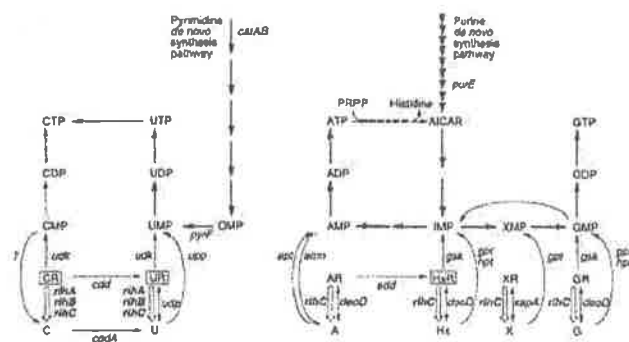 Pyrimidine
de novo
synthesis
pathway
carAB
Purine
de novo
synthesis
pathway
purE
PRPP
Histidine
CTP
UTP
ATP
AICAR
GTP
CDP
UDP
ADP
GDP
CMP
UMP
OMP
AMP
IMP
XMP
GMP
pyrF
?
udk
udk
upp
apt
gsk
gpt
hpt
gpt
gsk
CR
cdd
UR
AR
add
HxR
XR
GR
rihA
rihB
rihC
rihA
rihB
rihC
udp
rihC
deoD
rihC
deoD
rihC
xapA
rihC
deoD
C
codA
U
A
Hx
X
G